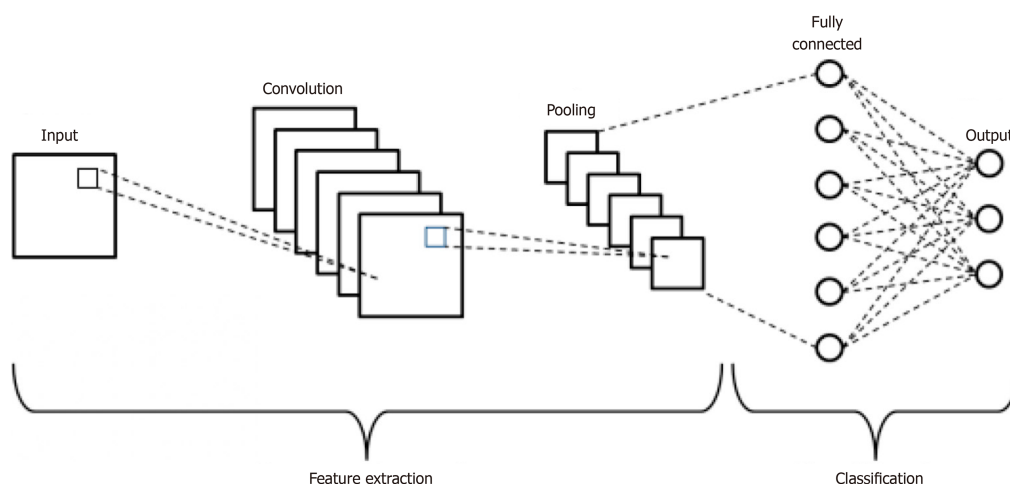 Fully
connected
Convolution
Pooling
Input
Output
Feature extraction
Classification